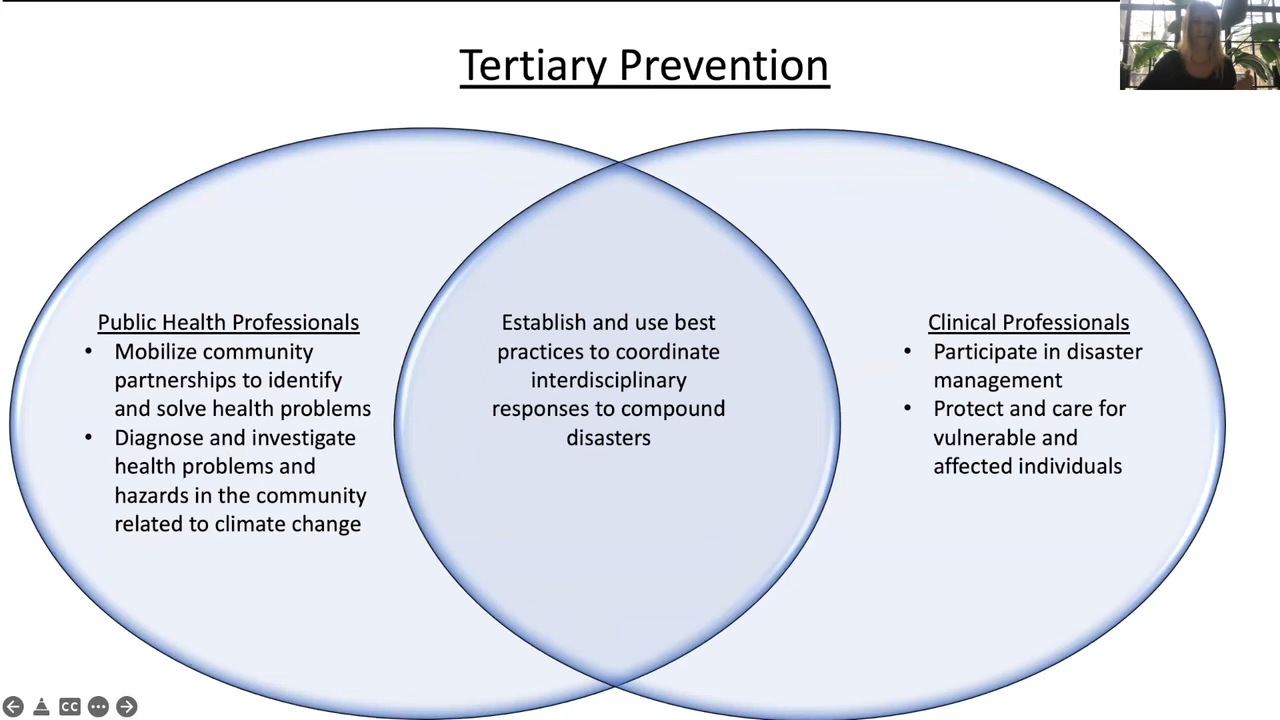 Tertiary Prevention
Public Health Professionals
• Mobilize community
partnerships to identify
and solve health problems
• Diagnose and investigate
health problems and
hazards in the community
related to climate change
Establish and use best
practices to coordinate
interdisciplinary
responses to compound
disasters
Clinical Professionals
• Participate in disaster
management
• Protect and care for
vulnerable and
affected individuals
CC